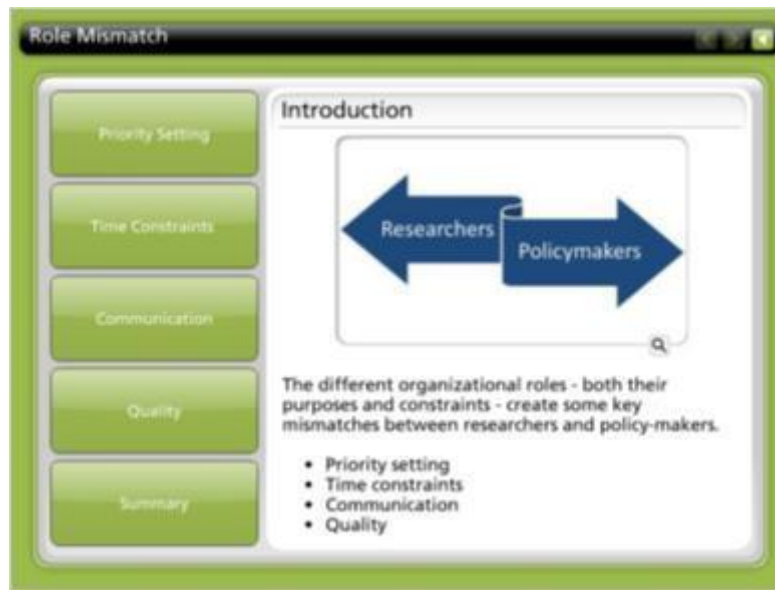 Role Mismatch
Priority Setting
Time Constraints
Communication
Quality
Summary
Introduction
Researchers
Policymakers
The different organizational roles - both their
purposes and constraints - create some key
mismatches between researchers and policy-makers.
• Priority setting
• Time constraints
• Communication
• Quality